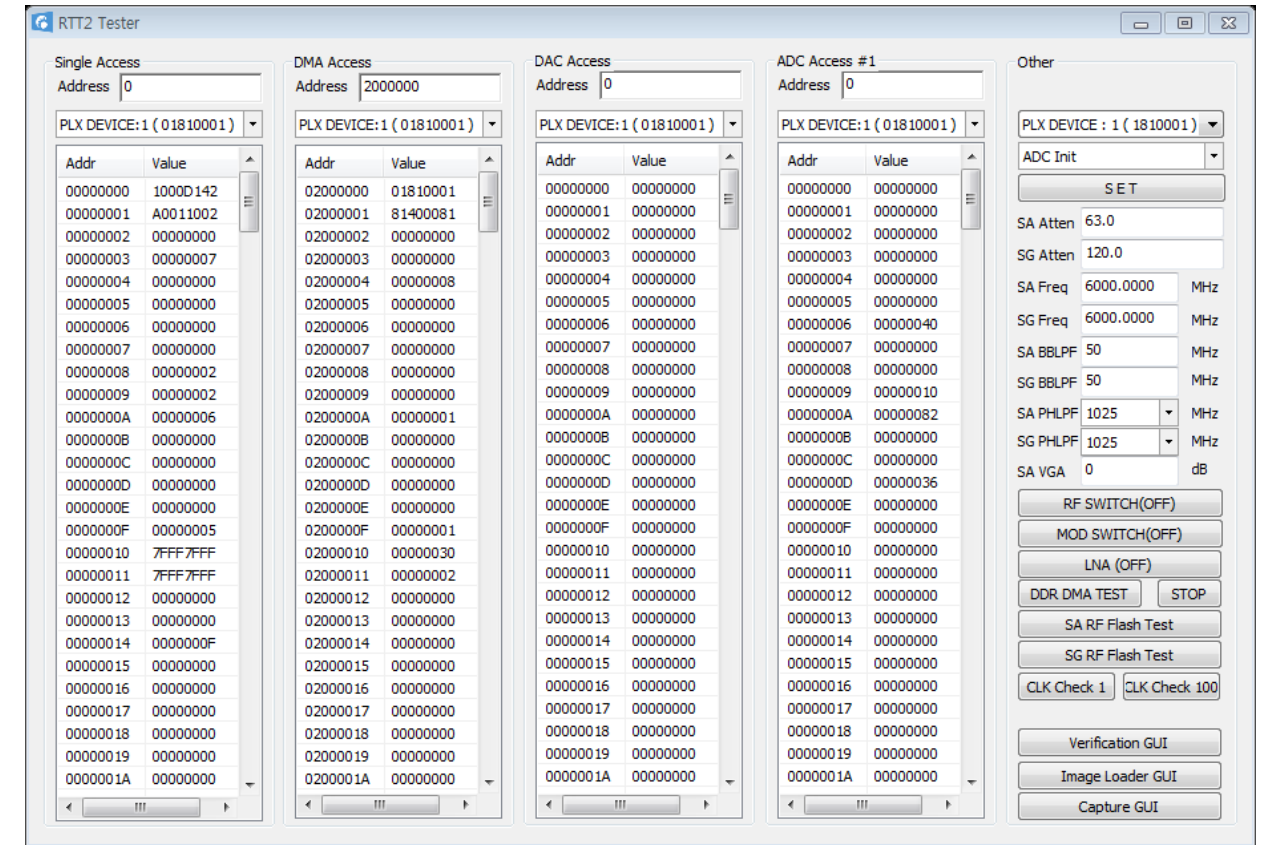 RTT2 Tester
Single Access
Address 0
PLX DEVICE:1 ( 01810001 )
Addr Value
00000000 1000D142
00000001 A0011002
00000002 00000000
00000003 00000007
00000004 00000000
00000005 00000000
00000006 00000000
00000007 00000000
00000008 00000002
00000009 00000002
0000000A 00000006
0000000B 00000000
0000000C 00000000
0000000D 00000000
0000000E 00000000
0000000F 00000005
00000010 7FFF7FFF
00000011 7FFF7FFF
00000012 00000000
00000013 00000000
00000014 0000000F
00000015 00000000
00000016 00000000
00000017 00000000
00000018 00000000
00000019 00000000
0000001A 00000000
DMA Access
Address 2000000
PLX DEVICE:1 ( 01810001 )
Addr Value
02000000 01810001
02000001 81400081
02000002 00000000
02000003 00000000
02000004 00000008
02000005 00000000
02000006 00000000
02000007 00000000
02000008 00000000
02000009 00000000
0200000A 00000001
0200000B 00000000
0200000C 00000000
0200000D 00000000
0200000E 00000000
0200000F 00000001
02000010 00000030
02000011 00000002
02000012 00000000
02000013 00000000
02000014 00000000
02000015 00000000
02000016 00000000
02000017 00000000
02000018 00000000
02000019 00000000
0200001A 00000000
DAC Access
Address 0
PLX DEVICE:1 ( 01810001 )
Addr Value
00000000 00000000
00000001 00000000
00000002 00000000
00000003 00000000
00000004 00000000
00000005 00000000
00000006 00000000
00000007 00000000
00000008 00000000
00000009 00000000
0000000A 00000000
0000000B 00000000
0000000C 00000000
0000000D 00000000
0000000E 00000000
0000000F 00000000
00000010 00000000
00000011 00000000
00000012 00000000
00000013 00000000
00000014 00000000
00000015 00000000
00000016 00000000
00000017 00000000
00000018 00000000
00000019 00000000
0000001A 00000000
ADC Access #1
Address 0
PLX DEVICE:1 ( 01810001 )
Addr Value
00000000 00000000
00000001 00000000
00000002 00000000
00000003 00000000
00000004 00000000
00000005 00000000
00000006 00000040
00000007 00000000
00000008 00000000
00000009 00000010
0000000A 00000082
0000000B 00000000
0000000C 00000000
0000000D 00000036
0000000E 00000000
0000000F 00000000
00000010 00000000
00000011 00000000
00000012 00000000
00000013 00000000
00000014 00000000
00000015 00000000
00000016 00000000
00000017 00000000
00000018 00000000
00000019 00000000
0000001A 00000000
Other
PLX DEVICE : 1 ( 1810001 )
ADC Init
S E T
SA Atten 63.0
SG Atten 120.0
SA Freq 6000.0000 MHz
SG Freq 6000.0000 MHz
SA BBLPF 50 MHz
SG BBLPF 50 MHz
SA PHLPF 1025 MHz
SG PHLPF 1025 MHz
SA VGA 0 dB
RF SWITCH(OFF)
MOD SWITCH(OFF)
LNA (OFF)
DDR DMA TEST STOP
SA RF Flash Test
SG RF Flash Test
CLK Check 1 CLK Check 100
Verification GUI
Image Loader GUI
Capture GUI